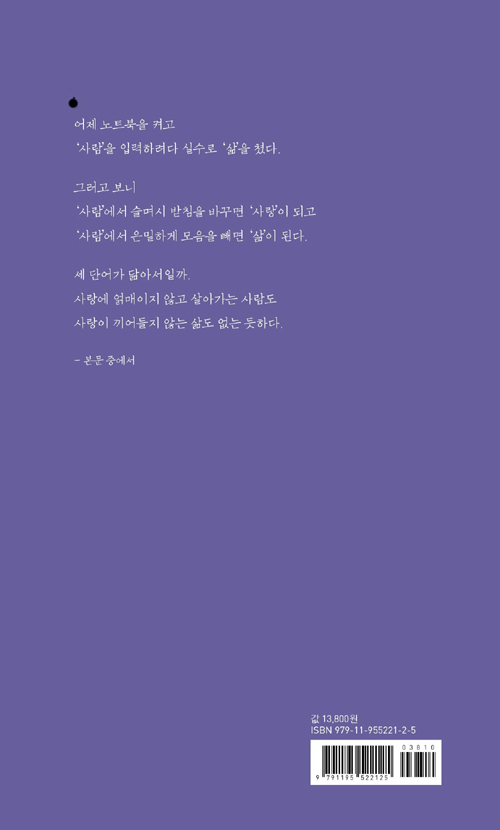 어제 노트북을 켜고
'사람'을 입력하려다 실수로 '삶'을 쳤다.
그러고 보니
'사람'에서 슬며시 받침을 바꾸면 '사랑'이 되고
'사람'에서 은밀하게 모음을 빼면 '삶'이 된다.
세 단어가 닮아서일까.
사랑에 얽매이지 않고 살아가는 사람도
사랑이 끼어들지 않는 삶도 없는 듯하다.
- 본문 중에서
값 13,800원
ISBN 979-11-955221-2-5
03810
9 791195 522125